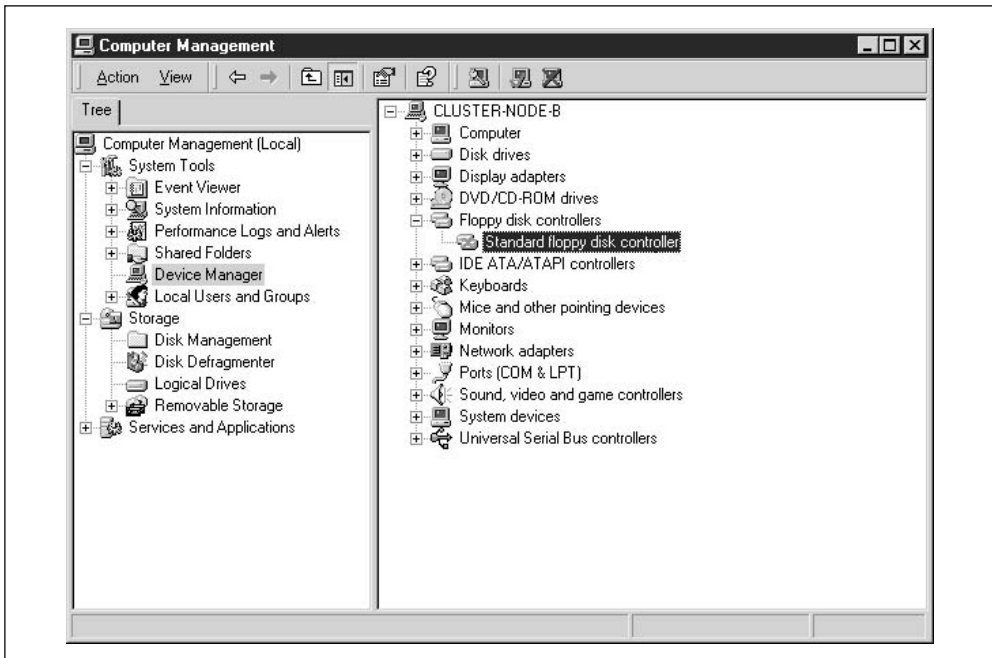 Computer Management
Action View
Tree
Computer Management (Local)
System Tools
Event Viewer
System Information
Performance Logs and Alerts
Shared Folders
Device Manager
Local Users and Groups
Storage
Disk Management
Disk Defragmenter
Logical Drives
Removable Storage
Services and Applications
CLUSTER-NODE-B
Computer
Disk drives
Display adapters
DVD/CD-ROM drives
Floppy disk controllers
Standard floppy disk controller
IDE ATA/ATAPI controllers
Keyboards
Mice and other pointing devices
Monitors
Network adapters
Ports (COM & LPT)
Sound, video and game controllers
System devices
Universal Serial Bus controllers